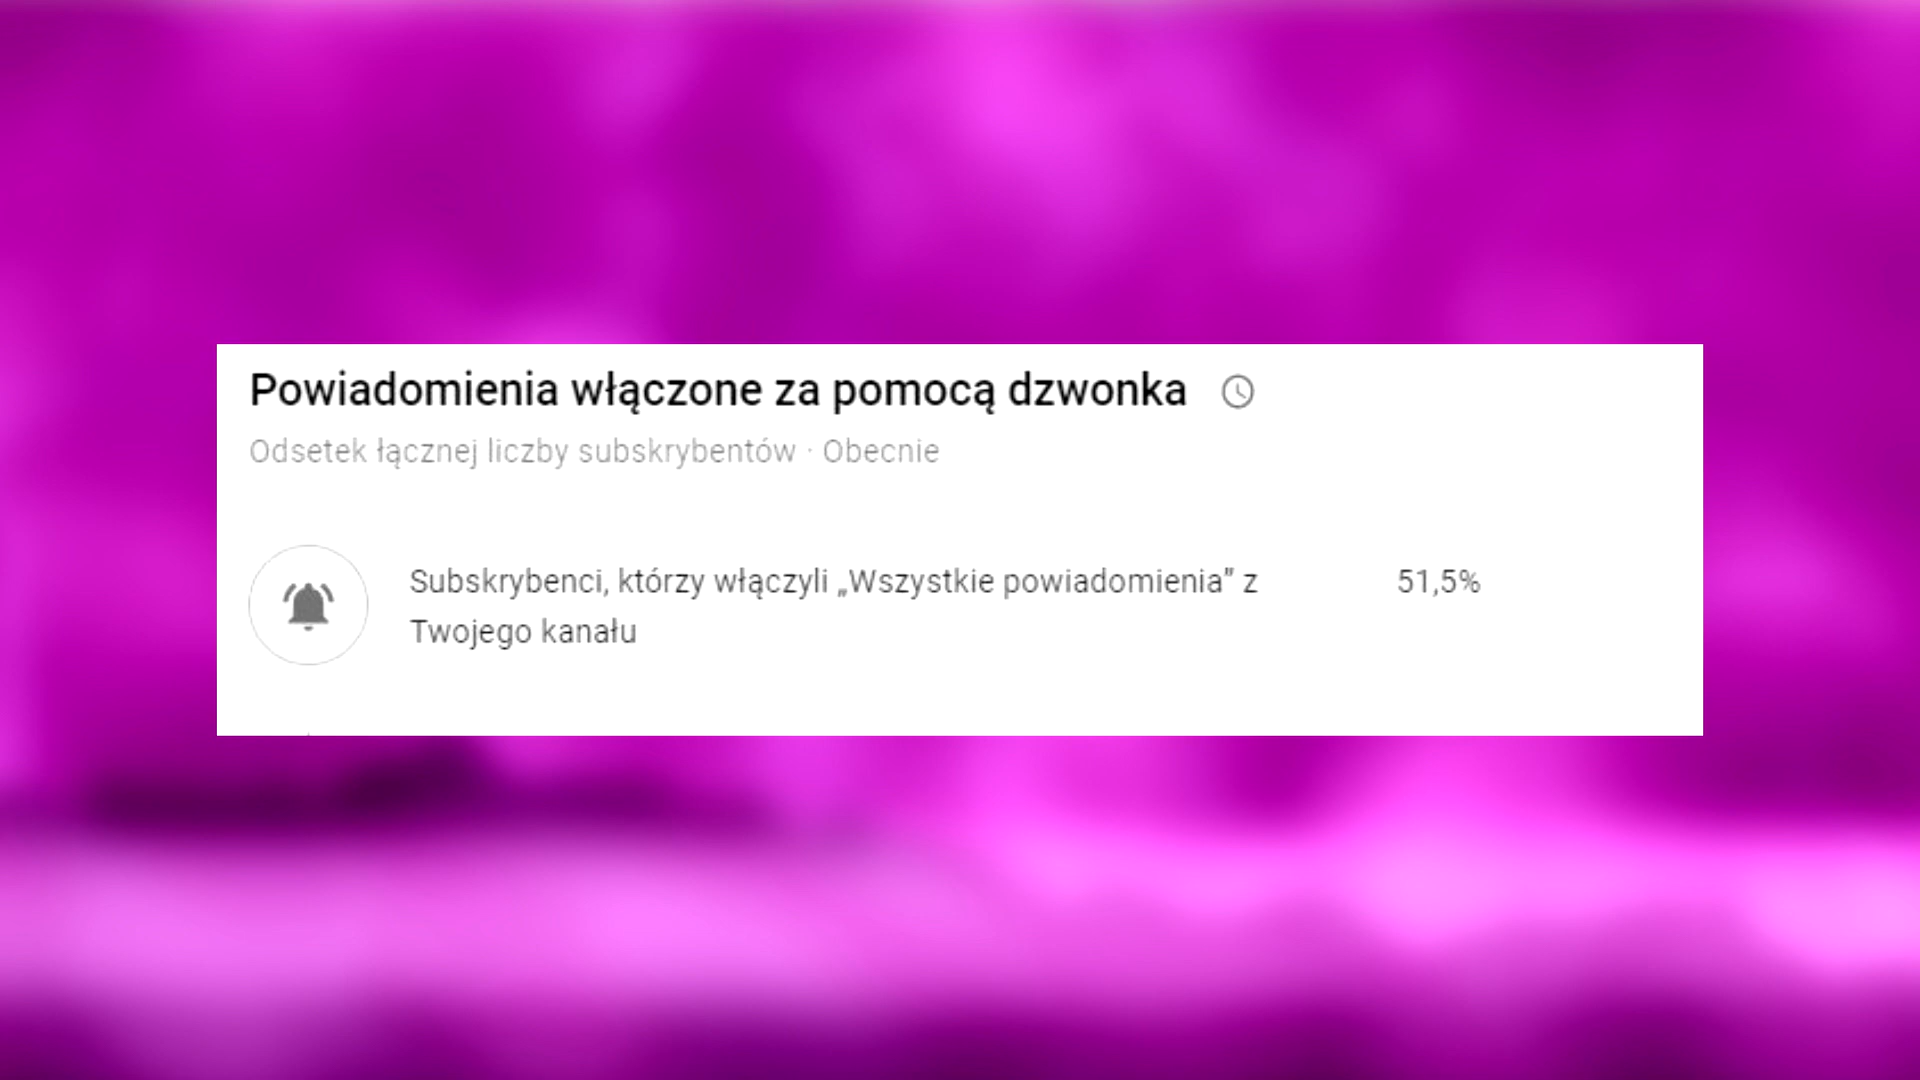 Powiadomienia włączone za pomocą dzwonka
Odsetek łącznej liczby subskrybentów · Obecnie
Subskrybenci, którzy włączyli „Wszystkie powiadomienia” z
51,5%
Twojego kanału